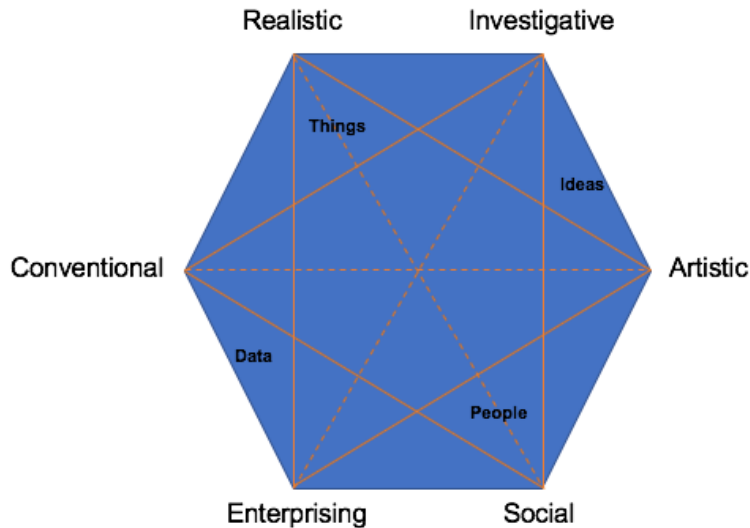 Realistic
Investigative
Things
Ideas
Conventional
Artistic
Data
People
Enterprising
Social